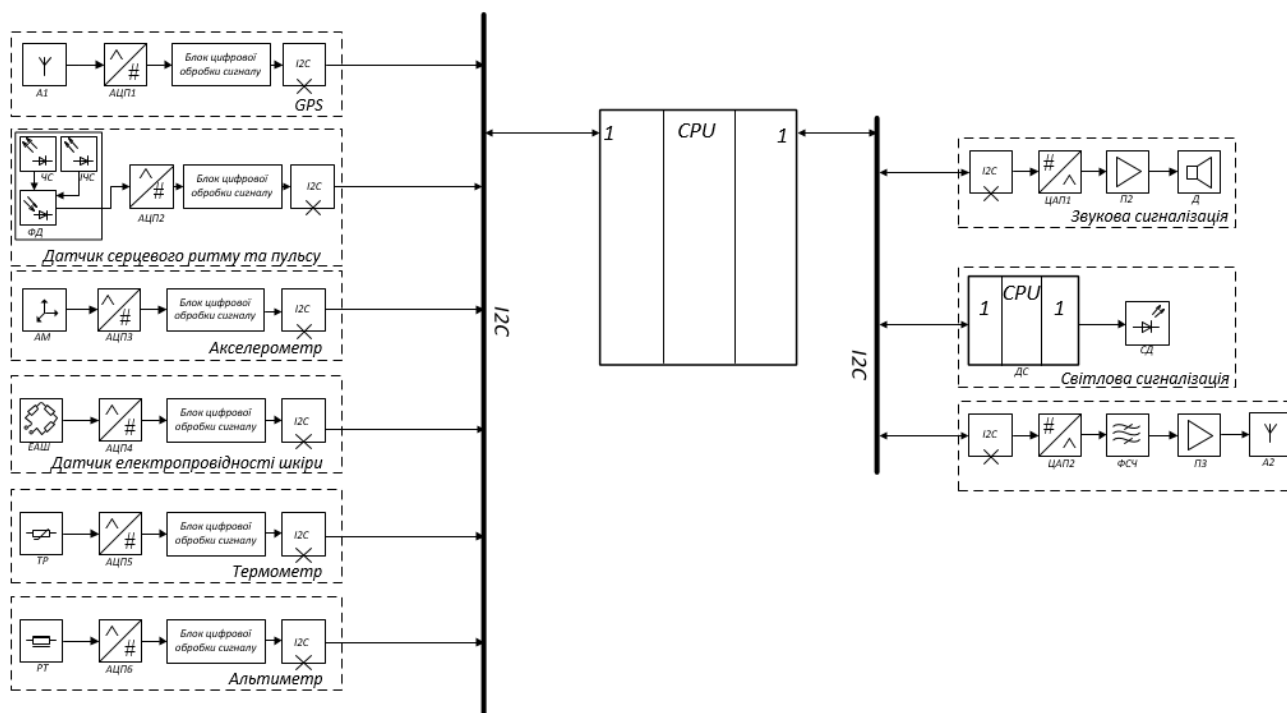 Блок цифрової
обробки сигналу
I2C
#
А1
АЦП1
GPS
ЧС
ІЧС
Блок цифрової
обробки сигналу
I2C
#
АЦП2
ФД
Датчик серцевого ритму та пульсу
Блок цифрової
обробки сигналу
I2C
#
АМ
АЦП3
Акселерометр
Блок цифрової
обробки сигналу
I2C
#
ЕАШ
АЦП4
Датчик електропровідності шкіри
Блок цифрової
обробки сигналу
I2C
#
ТР
АЦП5
Термометр
Блок цифрової
обробки сигналу
I2C
#
РТ
АЦП6
Альтиметр
I2C
1 CPU 1
I2C
I2C
#
ЦАП1
П2
Д
Звукова сигналізація
CPU
1 1
ДС
СД
Світлова сигналізація
I2C
#
ЦАП2
ФСЧ
П3
А2